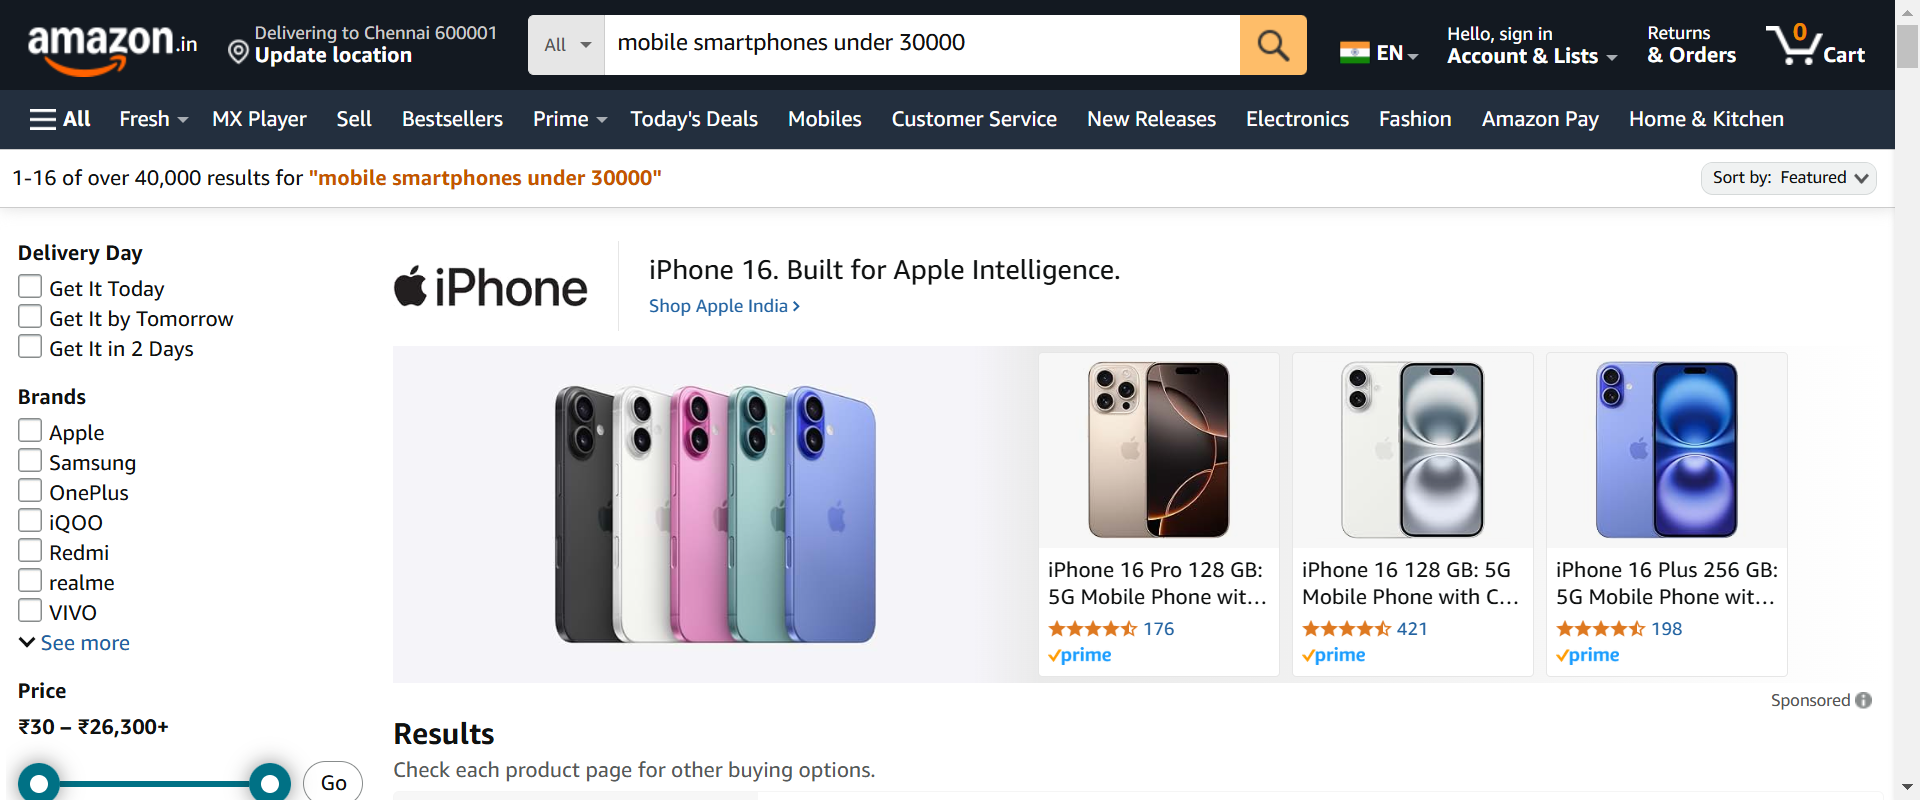 amazon.in
Delivering to Chennai 600001
Update location
All
mobile smartphones under 30000
EN
Hello, sign in
Account & Lists
Returns
& Orders
0
Cart
All
Fresh
MX Player
Sell
Bestsellers
Prime
Today's Deals
Mobiles
Customer Service
New Releases
Electronics
Fashion
Amazon Pay
Home & Kitchen
1-16 of over 40,000 results for "mobile smartphones under 30000"
Sort by: Featured
Delivery Day
Get It Today
Get It by Tomorrow
Get It in 2 Days
Brands
Apple
Samsung
OnePlus
iQOO
Redmi
realme
VIVO
See more
Price
₹30 – ₹26,300+
Go
iPhone
iPhone 16. Built for Apple Intelligence.
Shop Apple India
iPhone 16 Pro 128 GB:
5G Mobile Phone wit…
176
prime
iPhone 16 128 GB: 5G
Mobile Phone with C…
421
prime
iPhone 16 Plus 256 GB:
5G Mobile Phone wit…
198
prime
Sponsored
Results
Check each product page for other buying options.